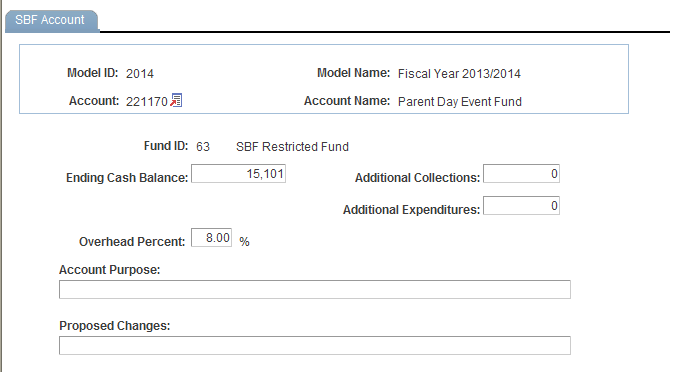 SBF Account
Model ID: 2014 Model Name: Fiscal Year 2013/2014
Account: 221170 Account Name: Parent Day Event Fund
Fund ID: 63 SBF Restricted Fund
Ending Cash Balance: 15,101 Additional Collections: 0
Additional Expenditures: 0
Overhead Percent: 8.00 %
Account Purpose:
Proposed Changes: